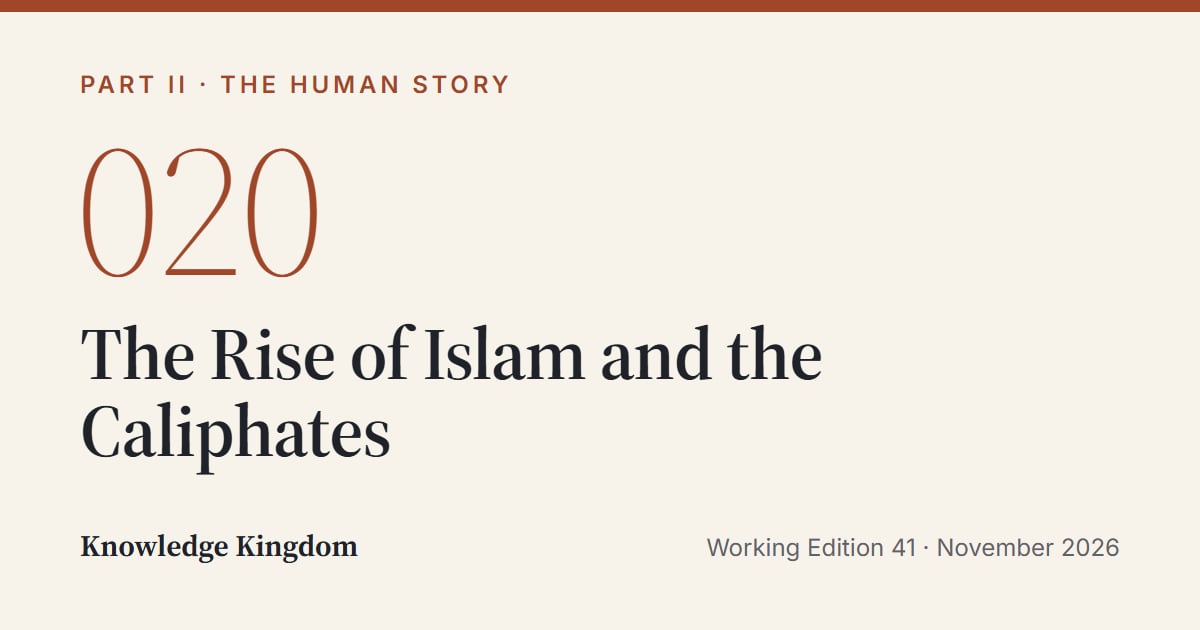 PART II · THE HUMAN STORY
020
The Rise of Islam and the
Caliphates
Knowledge Kingdom
Working Edition 41 · November 2026